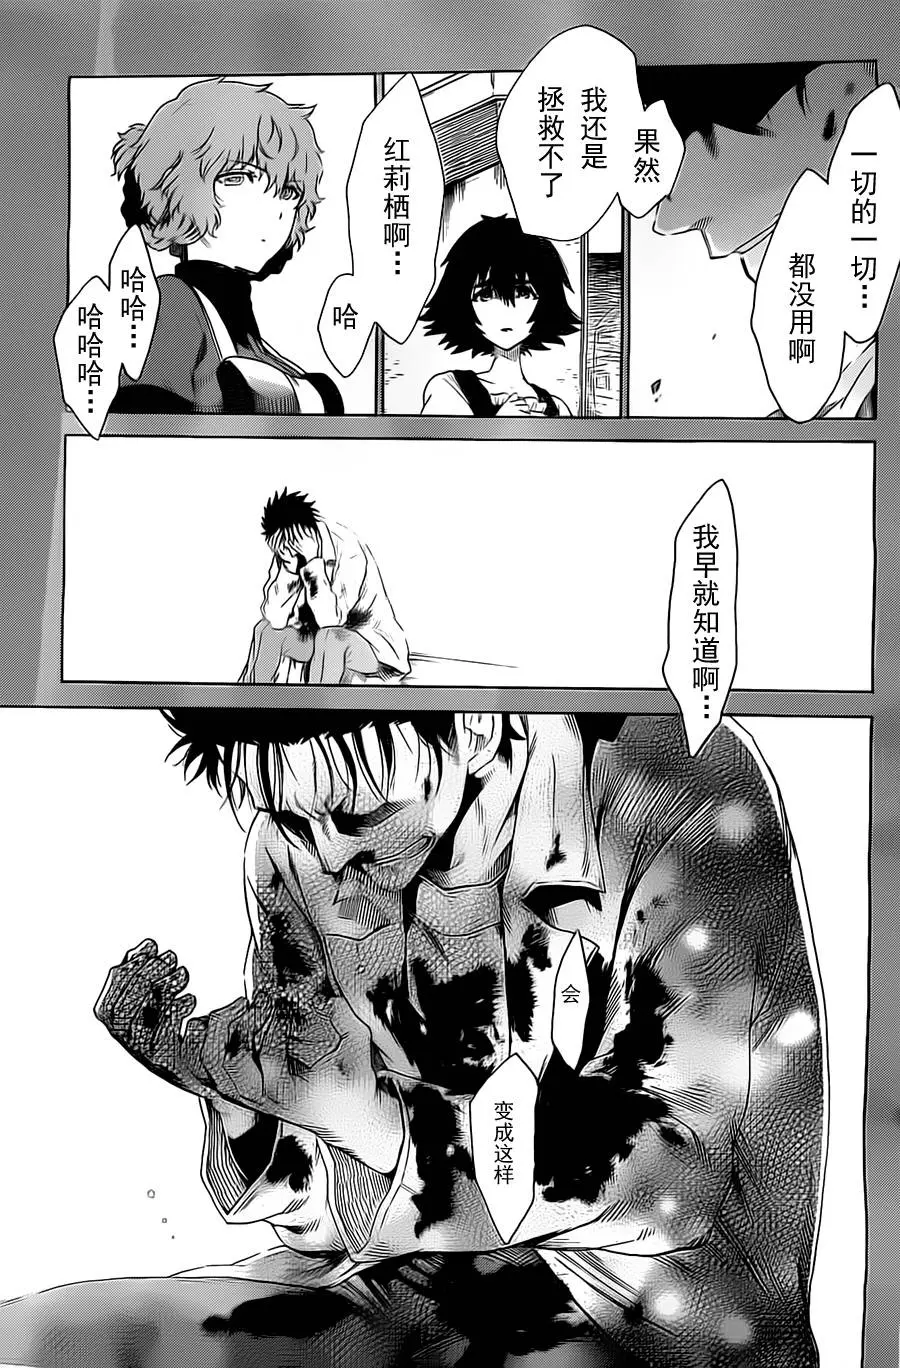 一切的一切…
都没用啊
果然
我还是
拯救不了
红莉栖啊…
哈
哈哈…
哈哈哈…
我早就知道啊…
会
变成这样